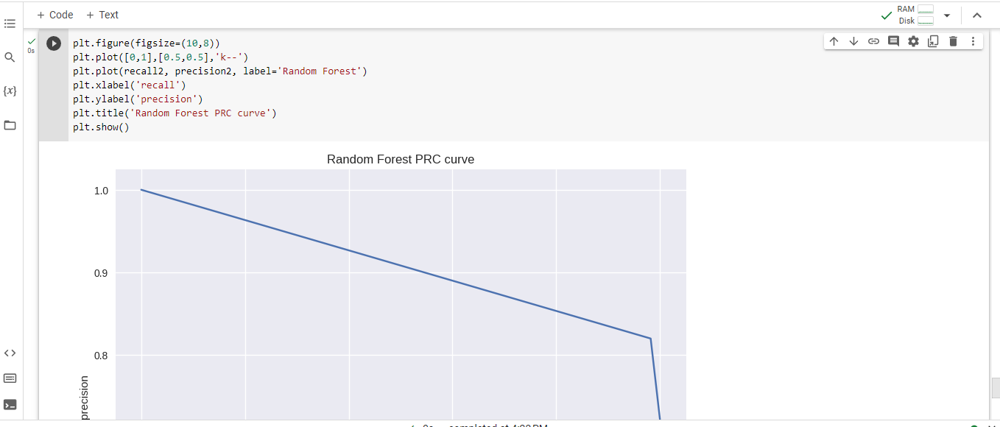 + Code + Text
RAM
Disk
{x}
0s
plt.figure(figsize=(10,8))
plt.plot([0,1],[0.5,0.5],'k--')
plt.plot(recall2, precision2, label='Random Forest')
plt.xlabel('recall')
plt.ylabel('precision')
plt.title('Random Forest PRC curve')
plt.show()
Random Forest PRC curve
1.0
0.9
0.8
precision
0s completed at 4: